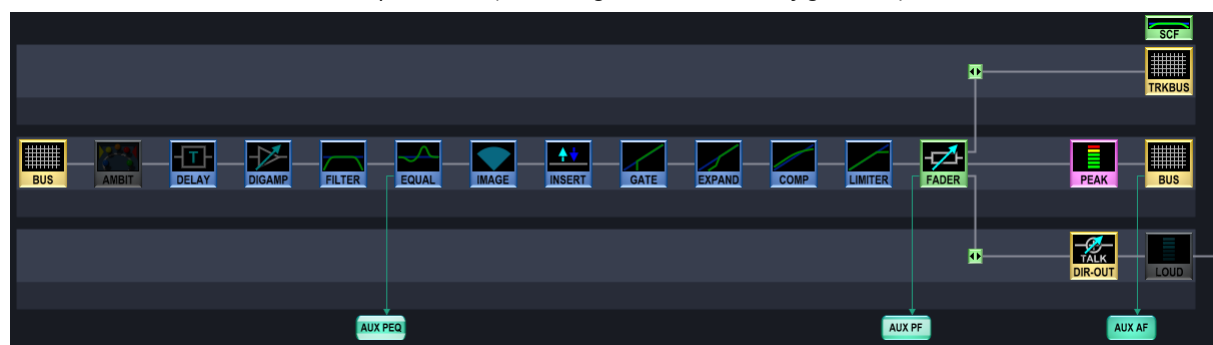 SCF
TRKBUS
BUS AMBIT DELAY DIGAMP FILTER EQUAL IMAGE INSERT GATE EXPAND COMP LIMITER FADER PEAK BUS
T
TALK
DIR-OUT LOUD
AUX PEQ AUX PF AUX AF